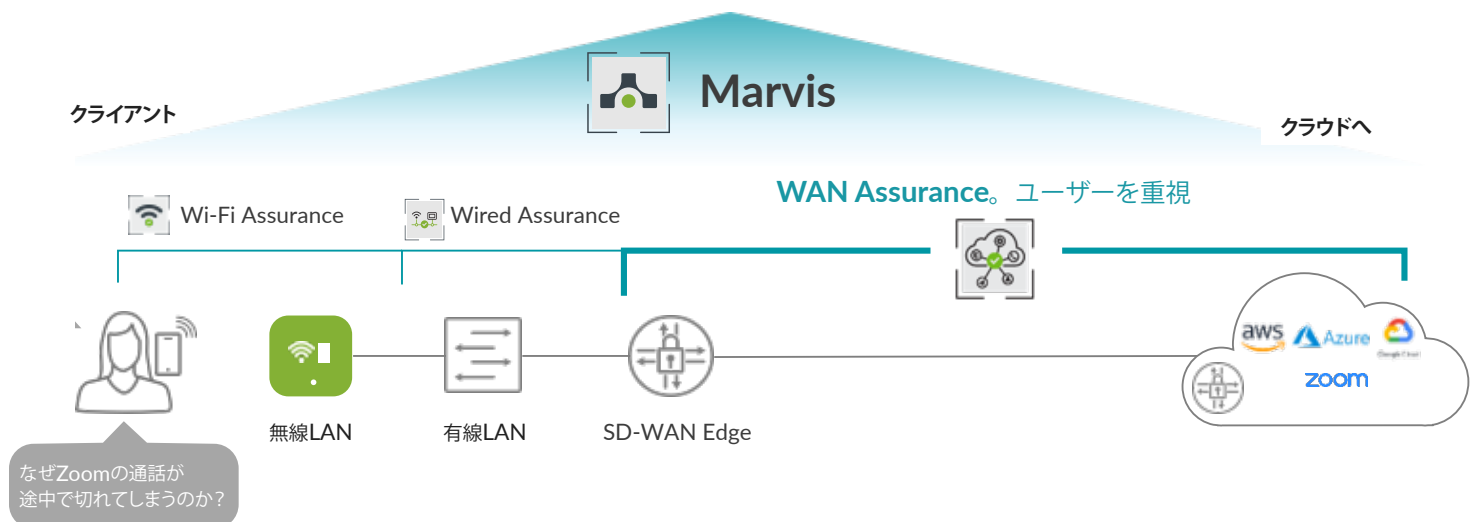 Marvis
クライアント
クラウドへ
WAN Assurance。ユーザーを重視
Wi-Fi Assurance
Wired Assurance
aws
Azure
Google Cloud
zoom
無線LAN
有線LAN
SD-WAN Edge
なぜZoomの通話が
途中で切れてしまうのか？